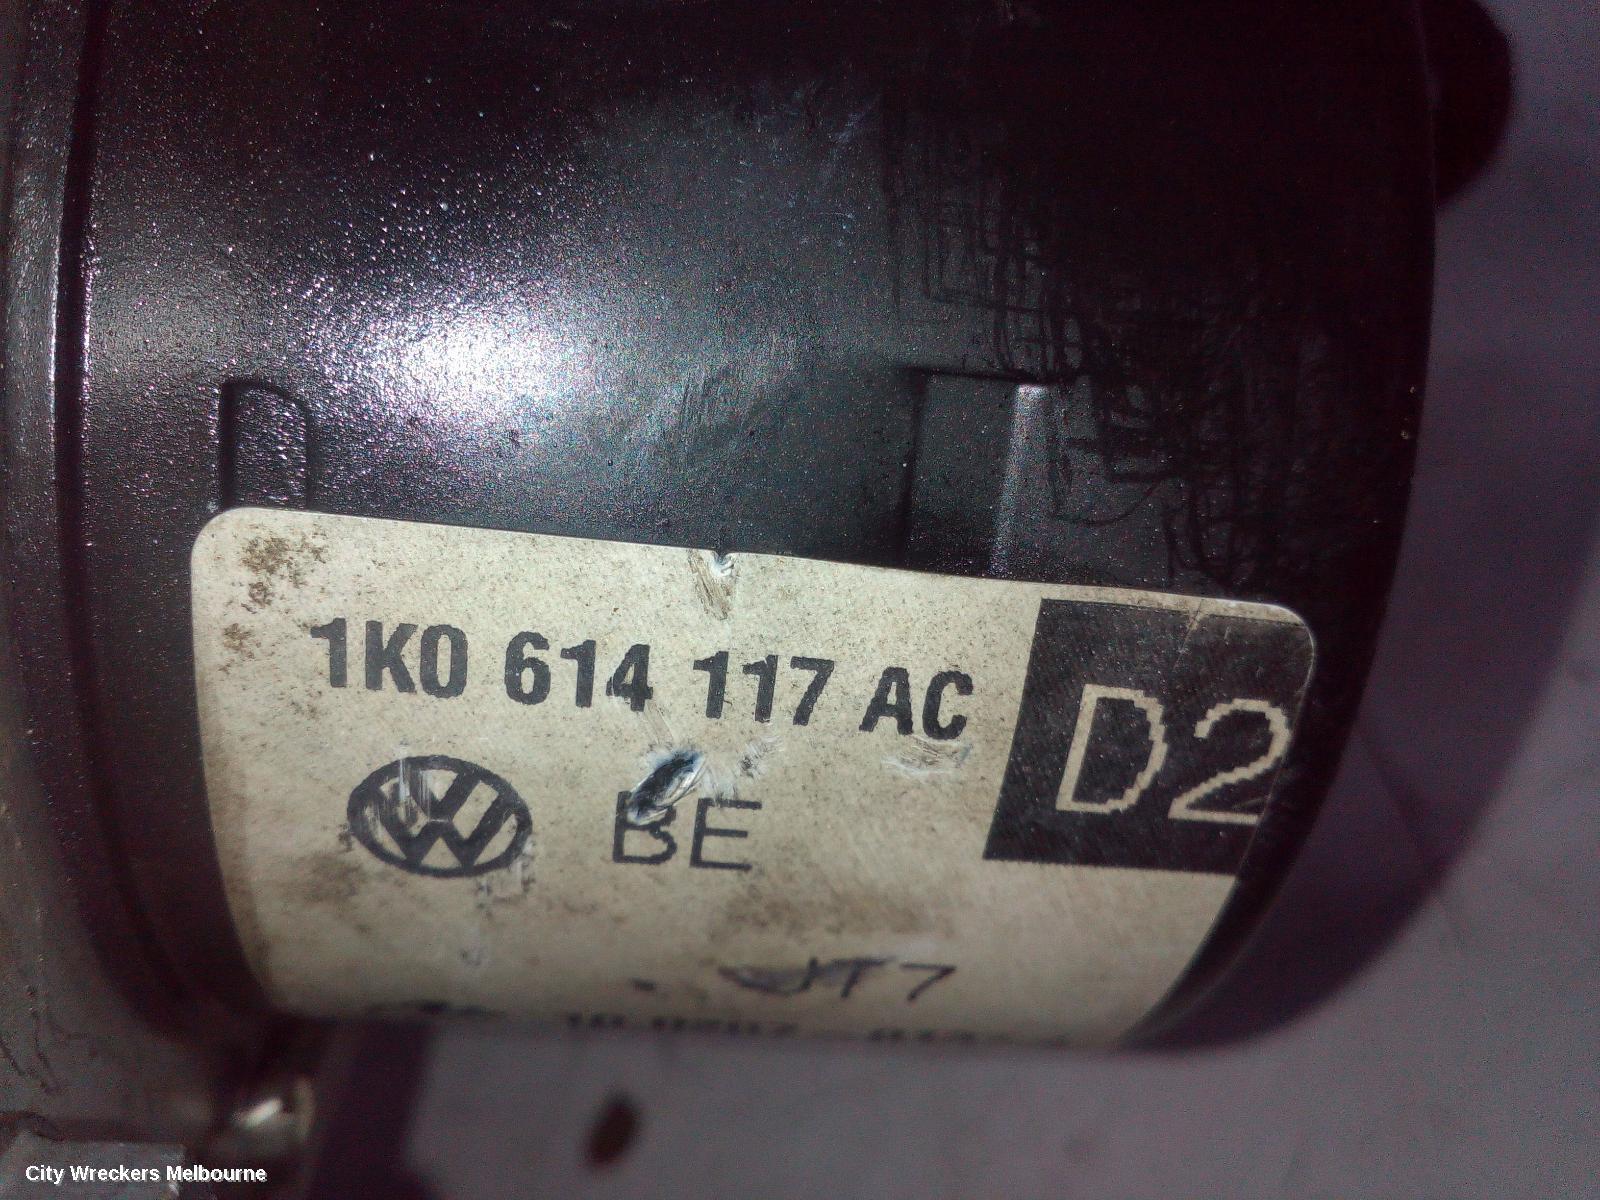 1K0 614 117 AC
D2
BE
City Wreckers Melbourne